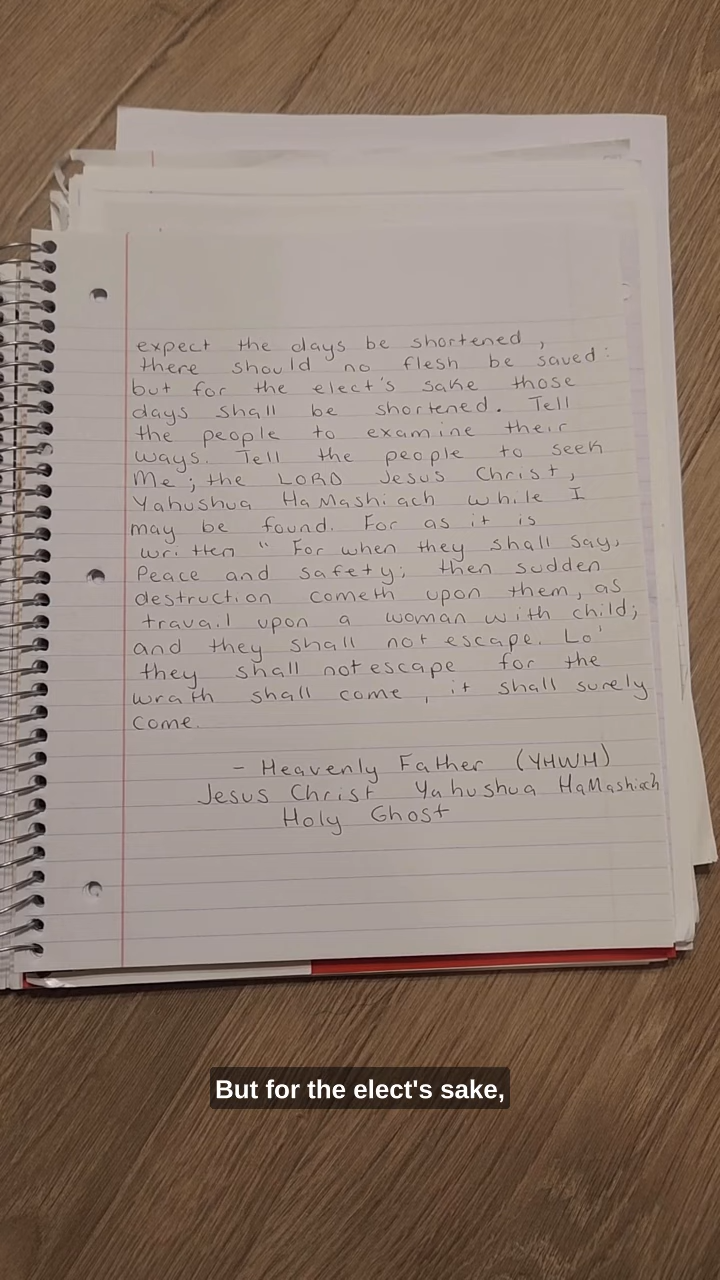 expect the days be shortened,
there should no flesh be saved:
but for the elect's sake those
days shall be shortened. Tell
the people to examine their
ways. Tell the people to seek
Me; the LORD Jesus Christ,
Yahushua HaMashiach while I
may be found. For as it is
written " For when they shall say,
Peace and safety; then sudden
destruction cometh upon them, as
travail upon a woman with child;
and they shall not escape. Lo'
they shall not escape for the
wrath shall come, it shall surely
come.
- Heavenly Father (YHWH)
Jesus Christ Yahushua HaMashiach
Holy Ghost
But for the elect's sake,